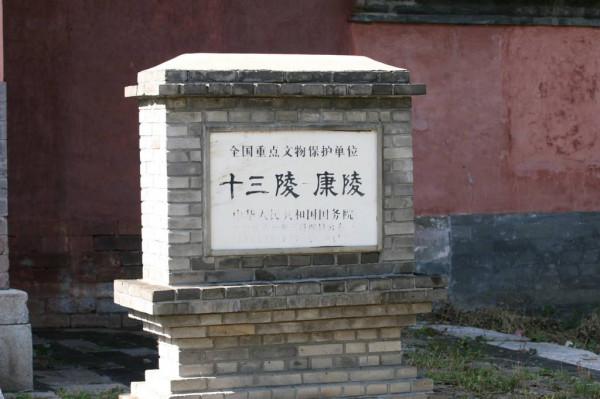 全国重点文物保护单位
十三陵-康陵
中华人民共和国国务院